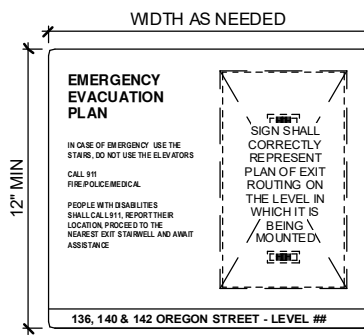 WIDTH AS NEEDED
12" MIN
EMERGENCY
EVACUATION
PLAN
IN CASE OF EMERGENCY USE THE
STAIRS, DO NOT USE THE ELEVATORS
CALL 911
FIRE/POLICE/MEDICAL
PEOPLE WITH DISABILITIES
SHALL CALL 911, REPORT THEIR
LOCATION, PROCEED TO THE
NEAREST EXIT STAIRWELL AND AWAIT
ASSISTANCE
SIGN SHALL
CORRECTLY
REPRESENT
PLAN OF EXIT
ROUTING ON
THE LEVEL IN
WHICH IT IS
BEING
MOUNTED
136, 140 & 142 OREGON STREET - LEVEL ##